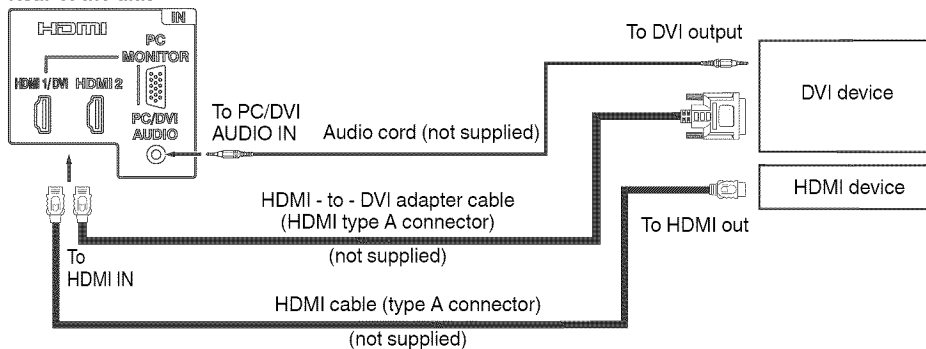 HDMI
IN
PC
MONITOR
HDMI 1/DVI HDMI 2
PC/DVI
AUDIO
To PC/DVI
AUDIO IN
Audio cord (not supplied)
To DVI output
DVI device
HDMI device
HDMI - to - DVI adapter cable
(HDMI type A connector)
(not supplied)
To HDMI out
To
HDMI IN
HDMI cable (type A connector)
(not supplied)